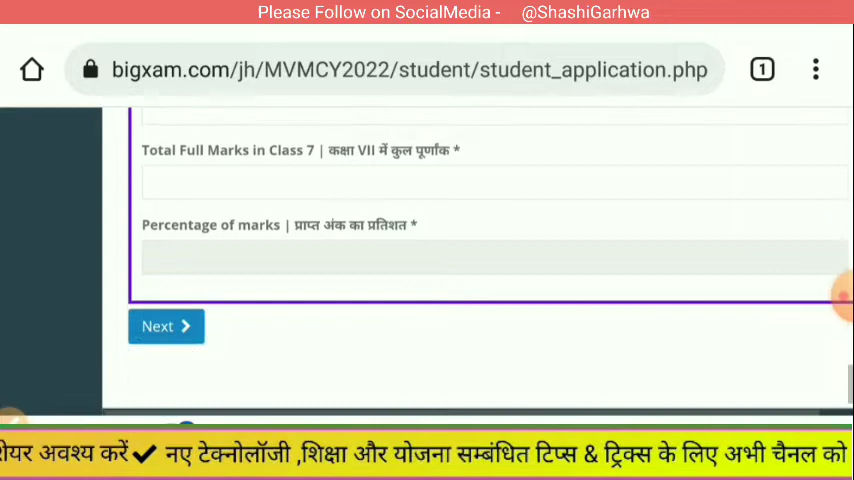 Please Follow on SocialMedia - @ShashiGarhwa
bigxam.com/jh/MVMCY2022/student/student_application.php
1
Total Full Marks in Class 7 | कक्षा VII में कुल पूर्णांक *
Percentage of marks | प्राप्त अंक का प्रतिशत *
Next
अवश्य करें✔ नए टेक्नोलॉजी ,शिक्षा और योजना सम्बंधित टिप्स & ट्रिक्स के लिए अभी चैनल को